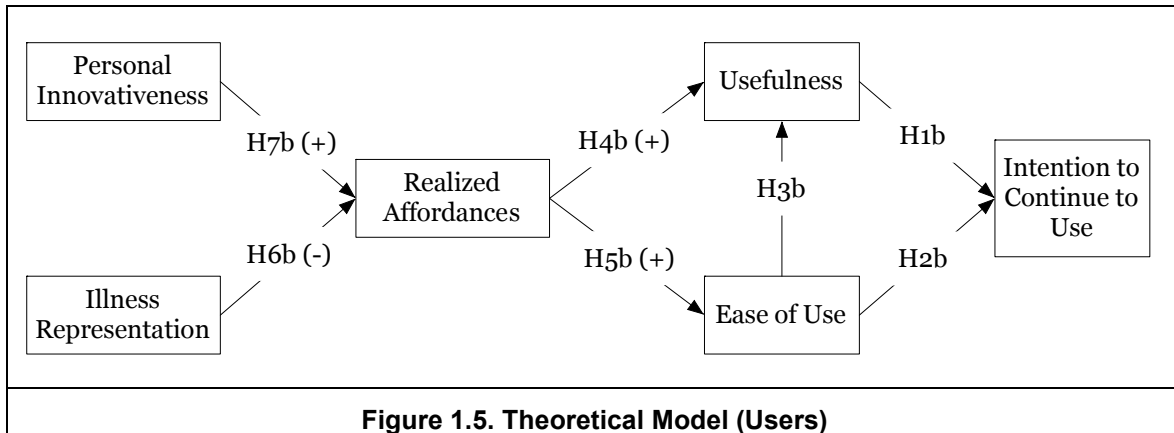 Personal
Innovativeness
Usefulness
H7b (+)
H4b (+)
H1b
Realized
Affordances
H3b
Intention to
Continue to
Use
H6b (-)
H5b (+)
H2b
Illness
Representation
Ease of Use
Figure 1.5. Theoretical Model (Users)